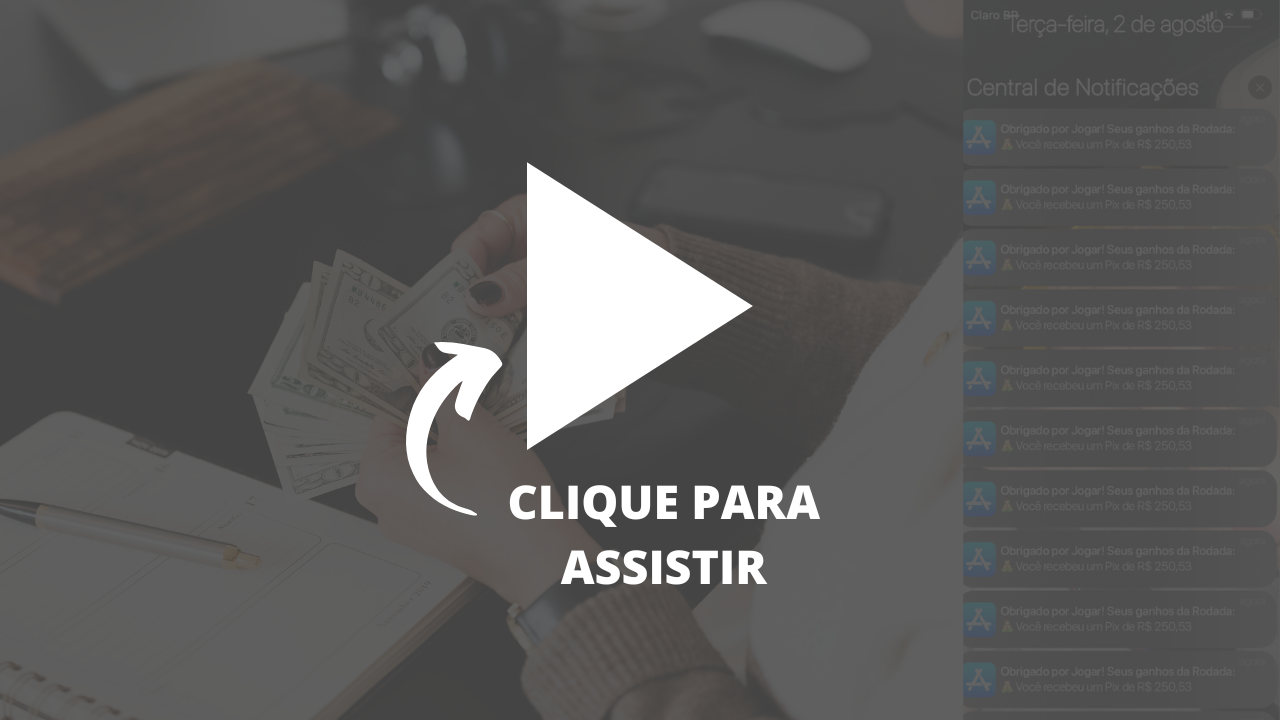 CLIQUE PARA
ASSISTIR
Claro BR
Terça-feira, 2 de agosto
Central de Notificações
Obrigado por Jogar! Seus ganhos da Rodada:
Você recebeu um Pix de R$ 250,53
Obrigado por Jogar! Seus ganhos da Rodada:
Você recebeu um Pix de R$ 250,53
Obrigado por Jogar! Seus ganhos da Rodada:
Você recebeu um Pix de R$ 250,53
Obrigado por Jogar! Seus ganhos da Rodada:
Você recebeu um Pix de R$ 250,53
Obrigado por Jogar! Seus ganhos da Rodada:
Você recebeu um Pix de R$ 250,53
Obrigado por Jogar! Seus ganhos da Rodada:
Você recebeu um Pix de R$ 250,53
Obrigado por Jogar! Seus ganhos da Rodada:
Você recebeu um Pix de R$ 250,53
Obrigado por Jogar! Seus ganhos da Rodada:
Você recebeu um Pix de R$ 250,53
Obrigado por Jogar! Seus ganhos da Rodada:
Você recebeu um Pix de R$ 250,53
Obrigado por Jogar! Seus ganhos da Rodada:
Você recebeu um Pix de R$ 250,53